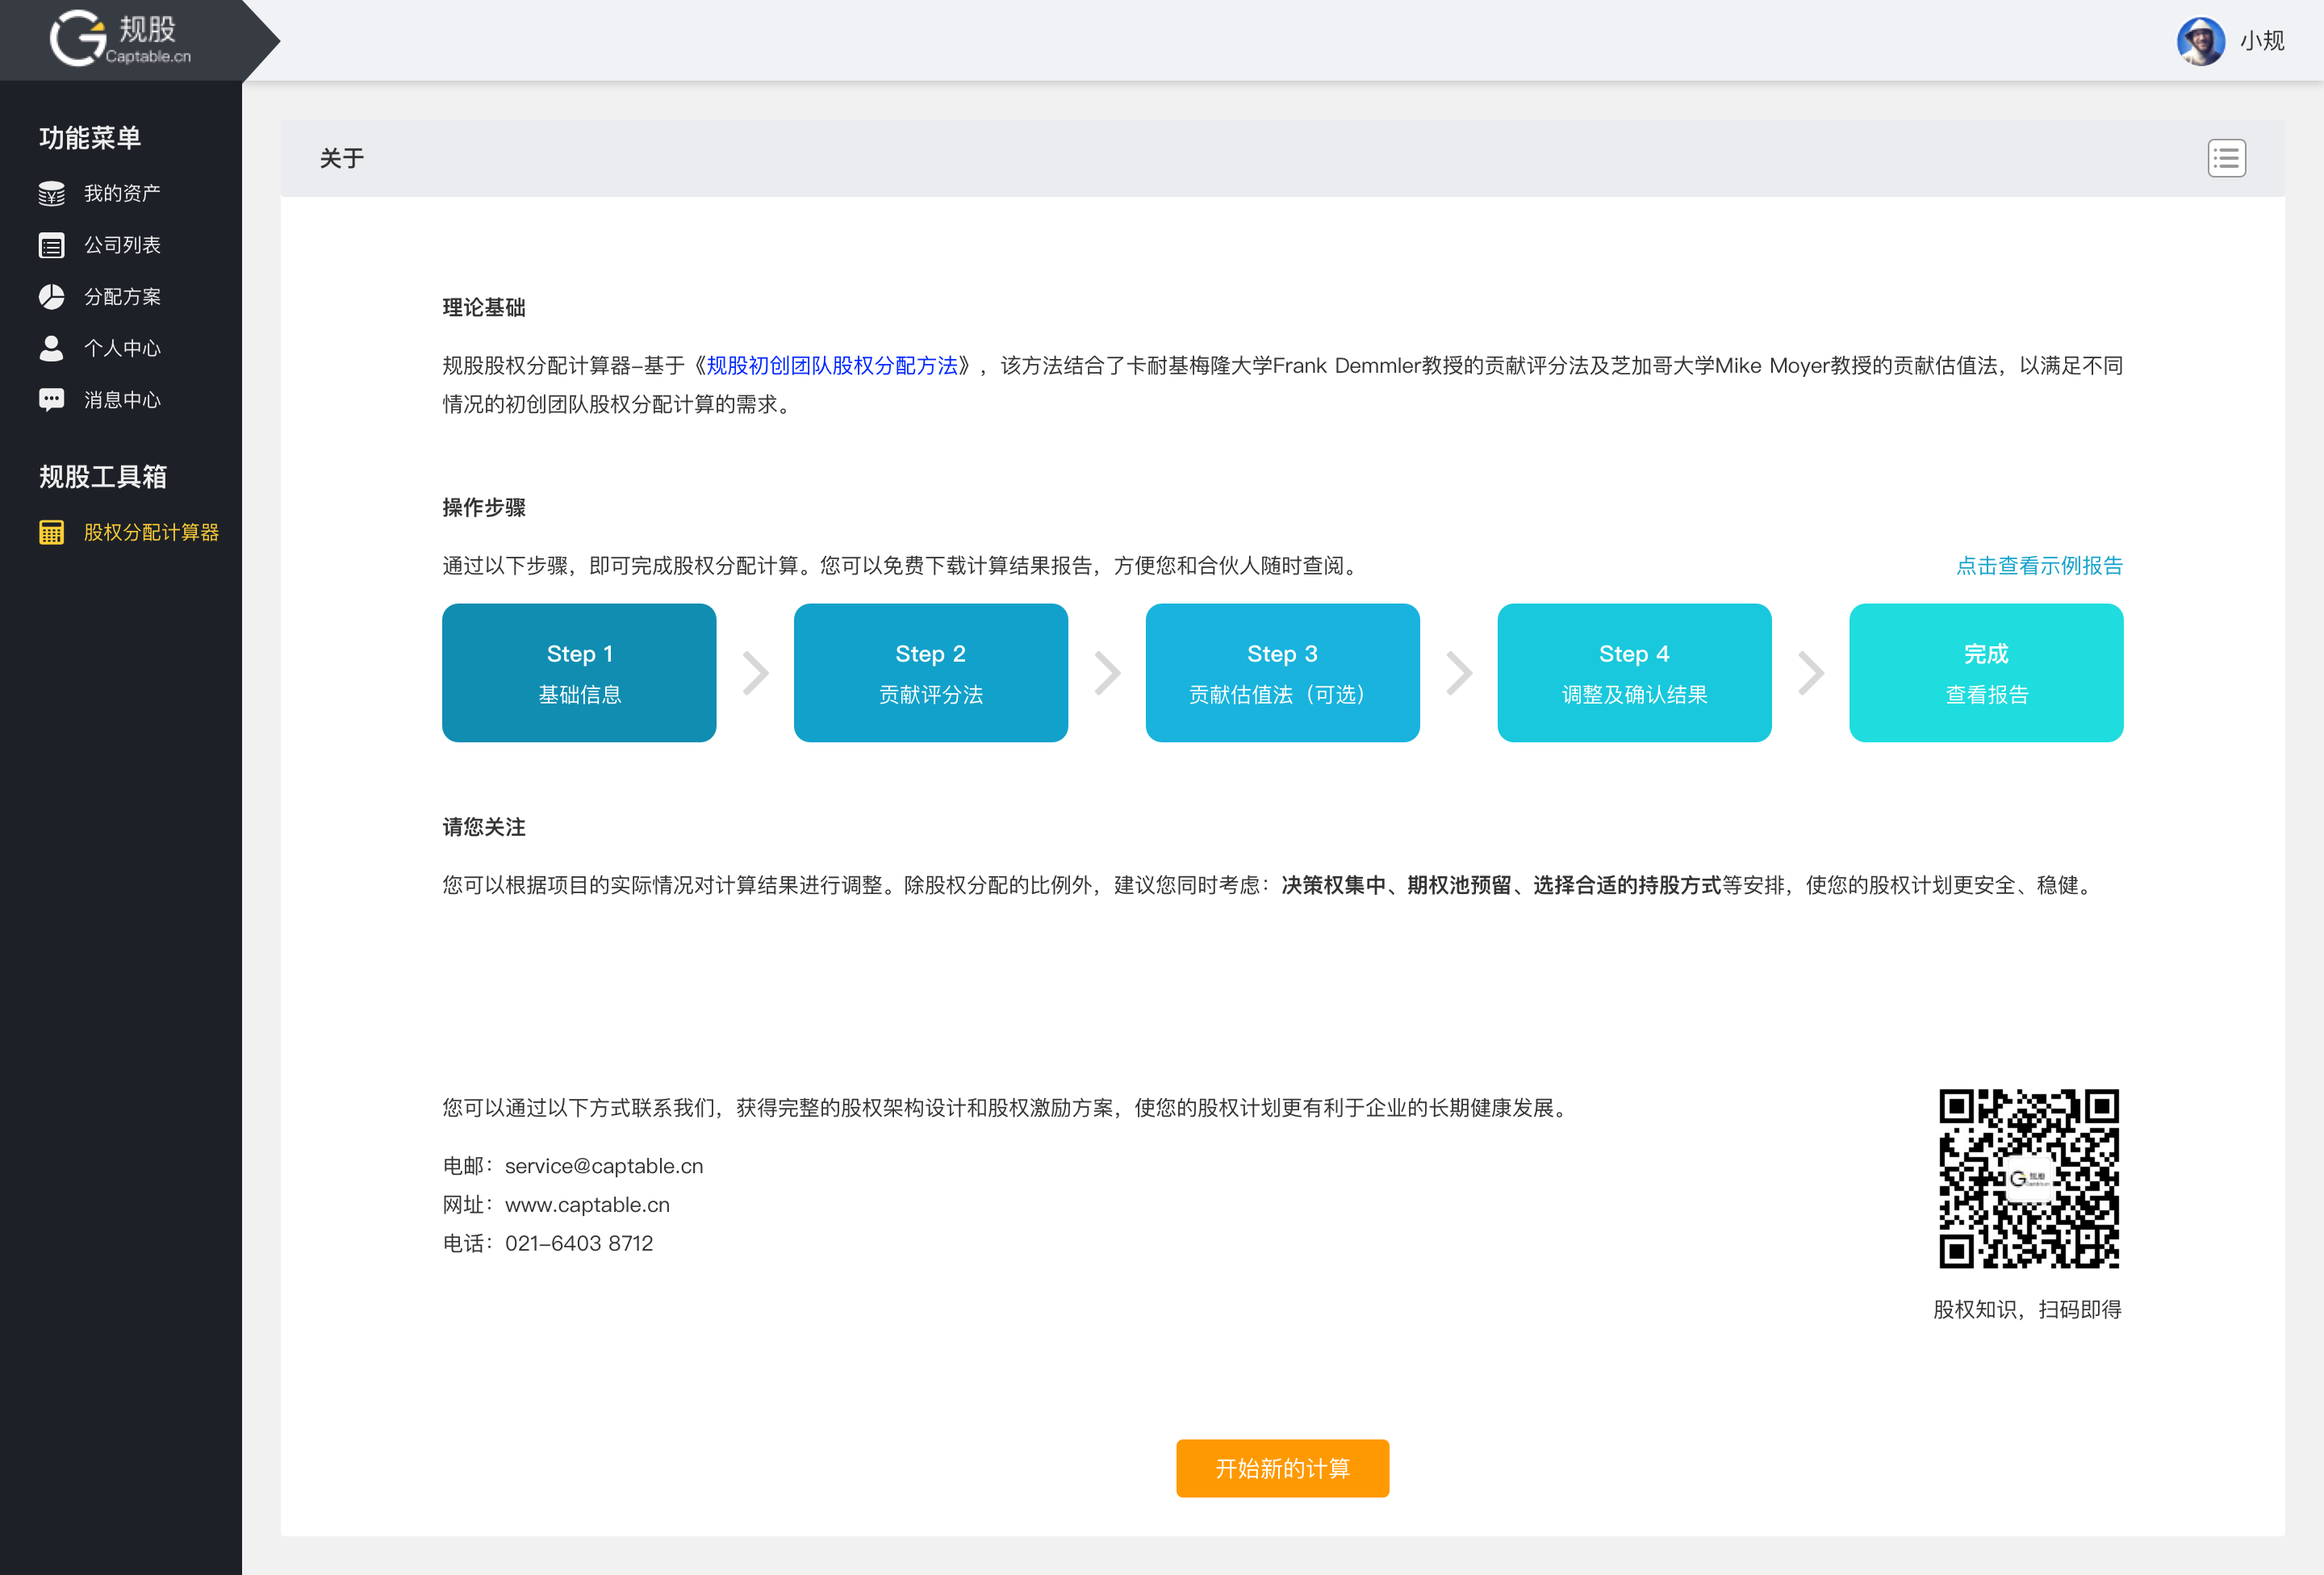 规股
Captable.cn
小规
功能菜单
我的资产
公司列表
分配方案
个人中心
消息中心
规股工具箱
股权分配计算器
关于
理论基础
规股股权分配计算器-基于《规股初创团队股权分配方法》，该方法结合了卡耐基梅隆大学Frank Demmler教授的贡献评分法及芝加哥大学Mike Moyer教授的贡献估值法，以满足不同
情况的初创团队股权分配计算的需求。
操作步骤
通过以下步骤，即可完成股权分配计算。您可以免费下载计算结果报告，方便您和合伙人随时查阅。
点击查看示例报告
Step 1
基础信息
Step 2
贡献评分法
Step 3
贡献估值法（可选）
Step 4
调整及确认结果
完成
查看报告
请您关注
您可以根据项目的实际情况对计算结果进行调整。除股权分配的比例外，建议您同时考虑：决策权集中、期权池预留、选择合适的持股方式等安排，使您的股权计划更安全、稳健。
您可以通过以下方式联系我们，获得完整的股权架构设计和股权激励方案，使您的股权计划更有利于企业的长期健康发展。
电邮：service@captable.cn
网址：www.captable.cn
电话：021-6403 8712
规股
股权知识，扫码即得
开始新的计算